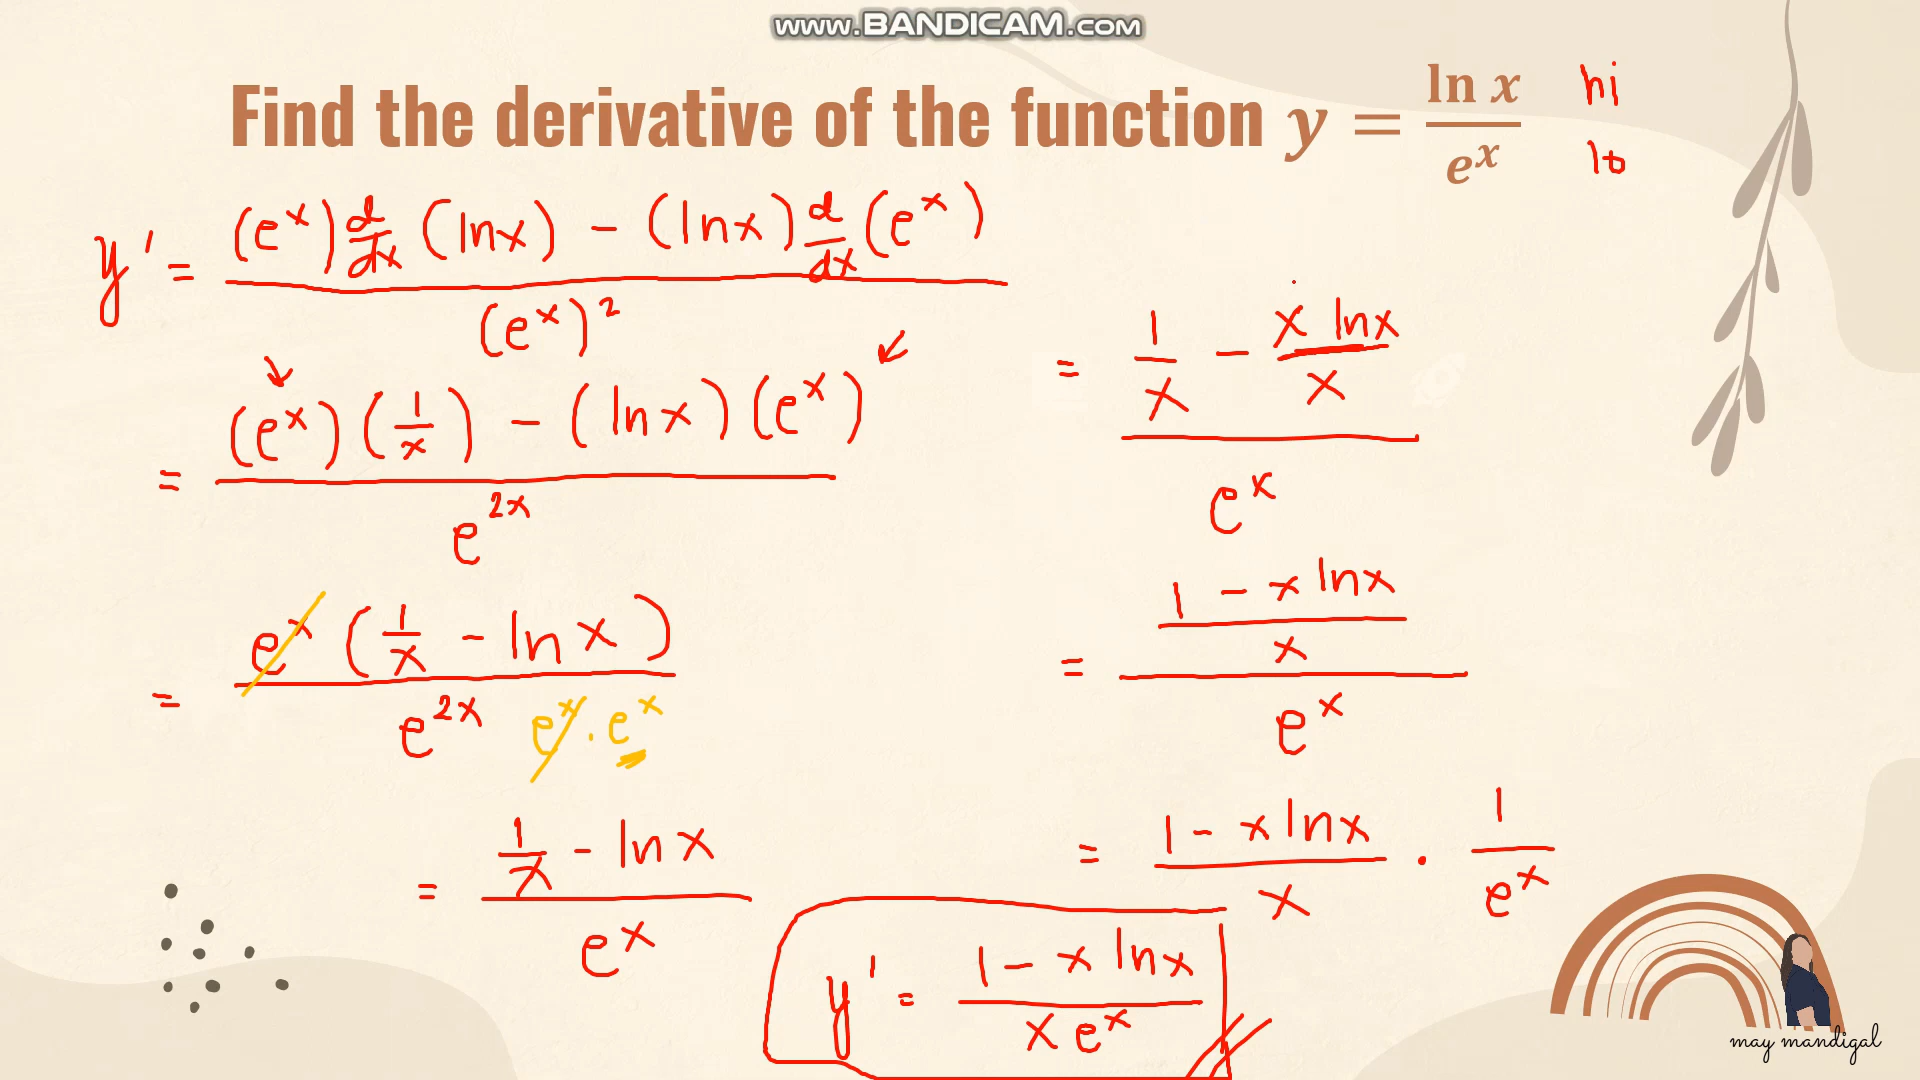 www.BANDICAM.com
Find the derivative of the function y = ln x / e^x
hi
lo
y' = (e^x) d/dx (ln x) - (ln x) d/dx (e^x) / (e^x)^2
= (e^x)(1/x) - (ln x)(e^x) / e^2x
= e^x (1/x - ln x) / e^2x e^x · e^x
= 1/x - ln x / e^x
= 1/x - x ln x/x / e^x
= 1 - x ln x / x / e^x
= 1 - x ln x / x · 1 / e^x
y' = 1 - x ln x / x e^x
may mandigal